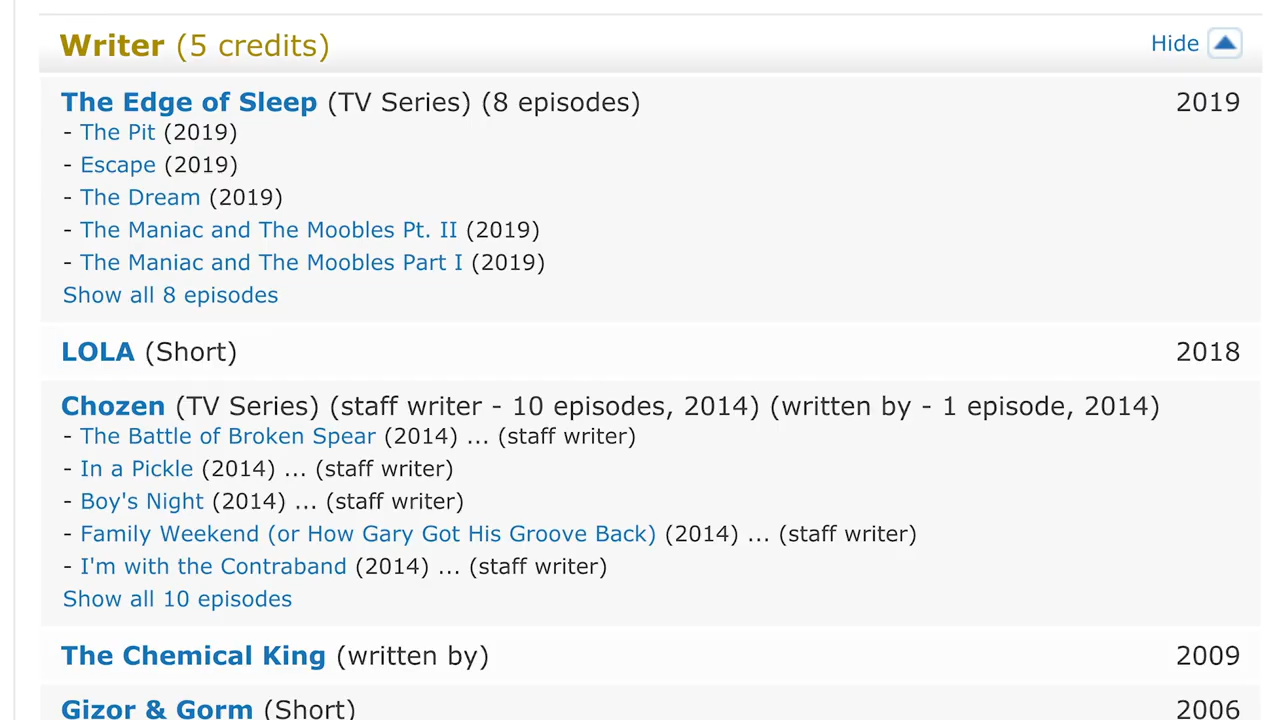 Writer (5 credits) Hide
The Edge of Sleep (TV Series) (8 episodes) 2019
- The Pit (2019)
- Escape (2019)
- The Dream (2019)
- The Maniac and The Moobles Pt. II (2019)
- The Maniac and The Moobles Part I (2019)
Show all 8 episodes
LOLA (Short) 2018
Chozen (TV Series) (staff writer - 10 episodes, 2014) (written by - 1 episode, 2014)
- The Battle of Broken Spear (2014) ... (staff writer)
- In a Pickle (2014) ... (staff writer)
- Boy's Night (2014) ... (staff writer)
- Family Weekend (or How Gary Got His Groove Back) (2014) ... (staff writer)
- I'm with the Contraband (2014) ... (staff writer)
Show all 10 episodes
The Chemical King (written by) 2009
Gizor & Gorm (Short) 2006